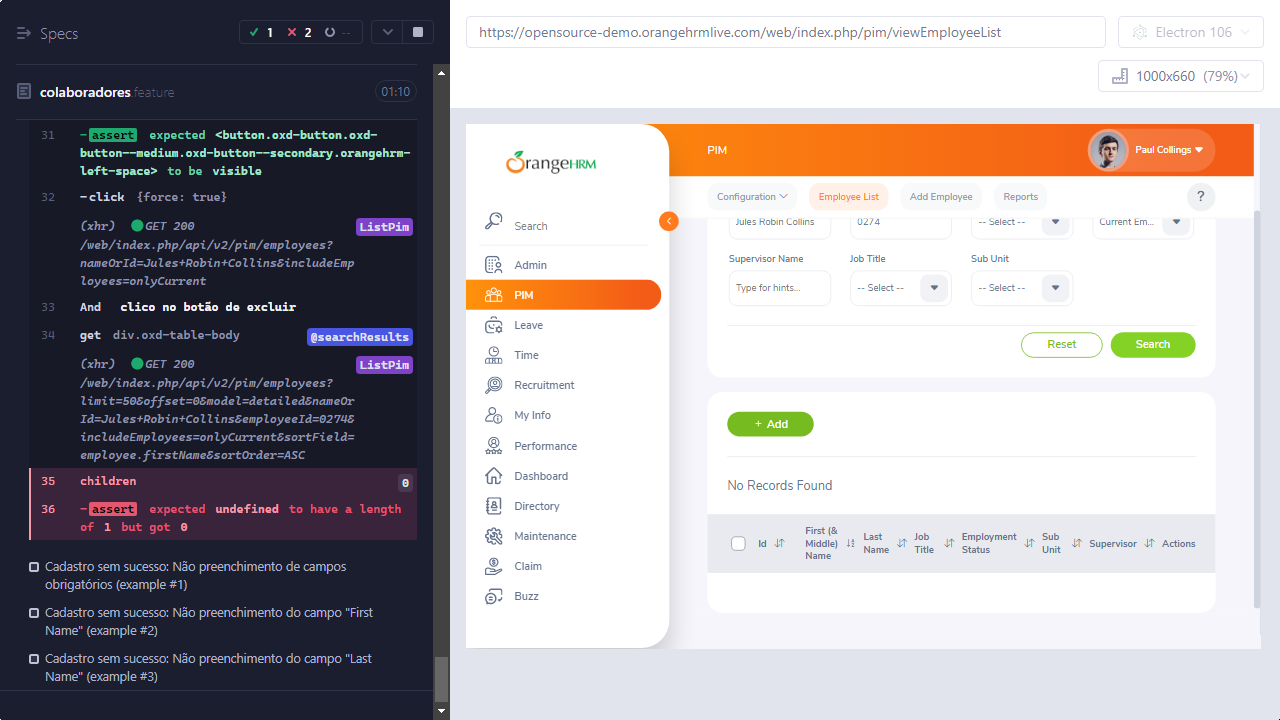 Specs
1
2
--
colaboradores.feature
01:10
31 -assert expected <button.oxd-button.oxd-
button--medium.oxd-button--secondary.orangehrm-
left-space> to be visible
32 -click {force: true}
(xhr) GET 200 ListPim
/web/index.php/api/v2/pim/employees?
nameOrId=Jules+Robin+Collins&includeEmp
loyees=onlyCurrent
33 And clico no botão de excluir
34 get div.oxd-table-body @searchResults
(xhr) GET 200 ListPim
/web/index.php/api/v2/pim/employees?
limit=50&offset=0&model=detailed&nameOr
Id=Jules+Robin+Collins&employeeId=0274&
includeEmployees=onlyCurrent&sortField=
employee.firstName&sortOrder=ASC
35 children 0
36 -assert expected undefined to have a length
of 1 but got 0
Cadastro sem sucesso: Não preenchimento de campos
obrigatórios (example #1)
Cadastro sem sucesso: Não preenchimento do campo "First
Name" (example #2)
Cadastro sem sucesso: Não preenchimento do campo "Last
Name" (example #3)
https://opensource-demo.orangehrmlive.com/web/index.php/pim/viewEmployeeList
Electron 106
1000x660 (79%)
OrangeHRM
Search
Admin
PIM
Leave
Time
Recruitment
My Info
Performance
Dashboard
Directory
Maintenance
Claim
Buzz
PIM
Paul Collings
Configuration
Employee List
Add Employee
Reports
?
Jules Robin Collins
0274
-- Select --
Current Em...
Supervisor Name
Job Title
Sub Unit
Type for hints...
-- Select --
-- Select --
Reset
Search
+ Add
No Records Found
Id
First (&
Middle)
Name
Last
Name
Job
Title
Employment
Status
Sub
Unit
Supervisor
Actions